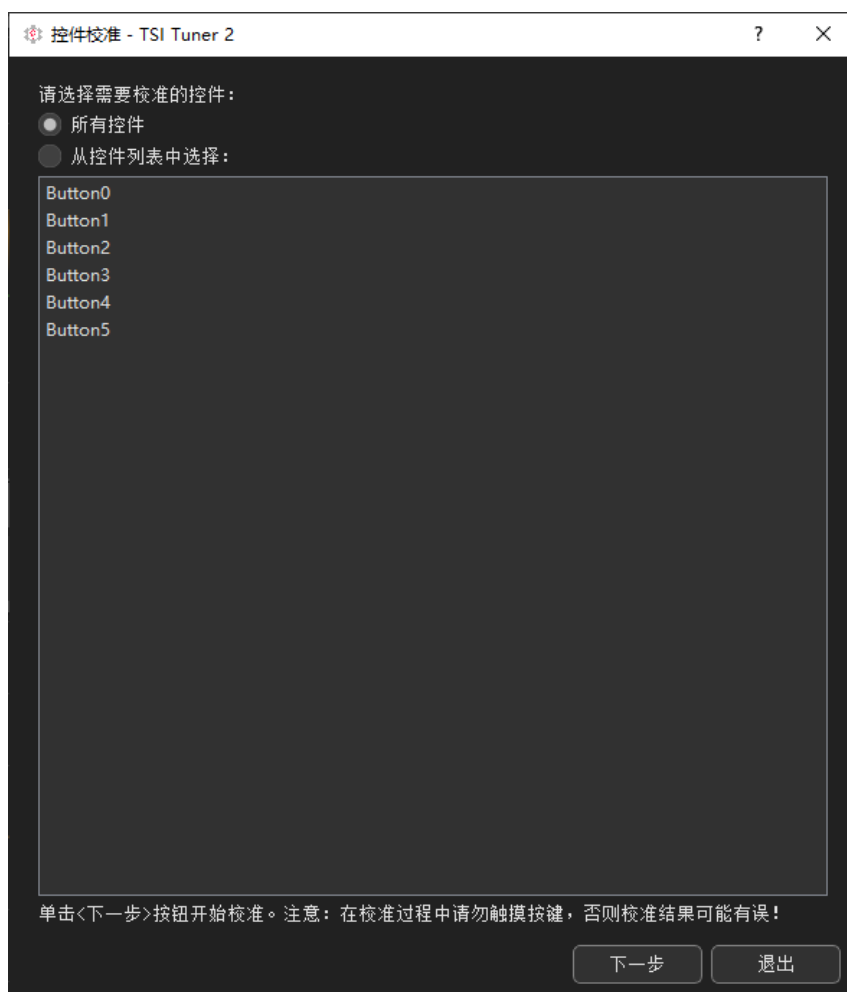 控件校准 - TSI Tuner 2
请选择需要校准的控件:
所有控件
从控件列表中选择:
Button0
Button1
Button2
Button3
Button4
Button5
单击<下一步>按钮开始校准。注意: 在校准过程中请勿触摸按键，否则校准结果可能有误!
下一步 退出